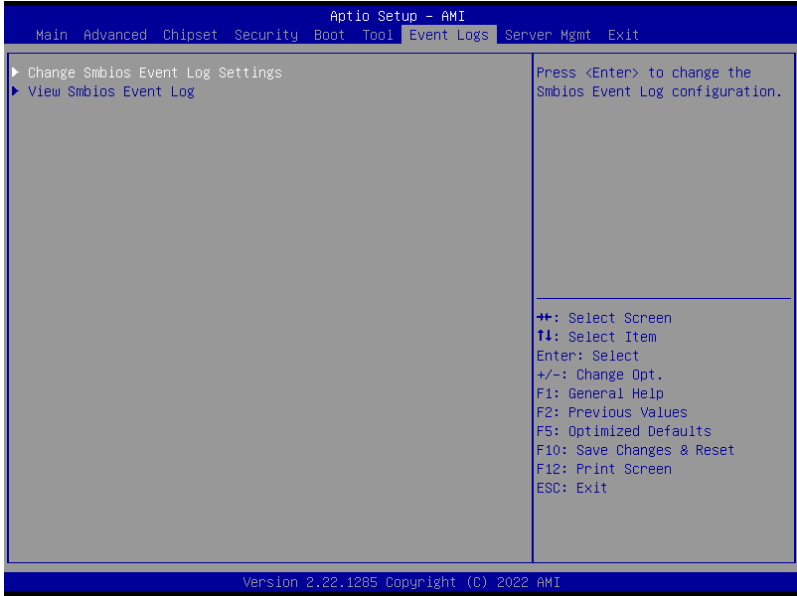 Aptio Setup – AMI
Main Advanced Chipset Security Boot Tool Event Logs Server Mgmt Exit
▶ Change Smbios Event Log Settings
▶ View Smbios Event Log
Press <Enter> to change the
Smbios Event Log configuration.
→←: Select Screen
↑↓: Select Item
Enter: Select
+/-: Change Opt.
F1: General Help
F2: Previous Values
F5: Optimized Defaults
F10: Save Changes & Reset
F12: Print Screen
ESC: Exit
Version 2.22.1285 Copyright (C) 2022 AMI